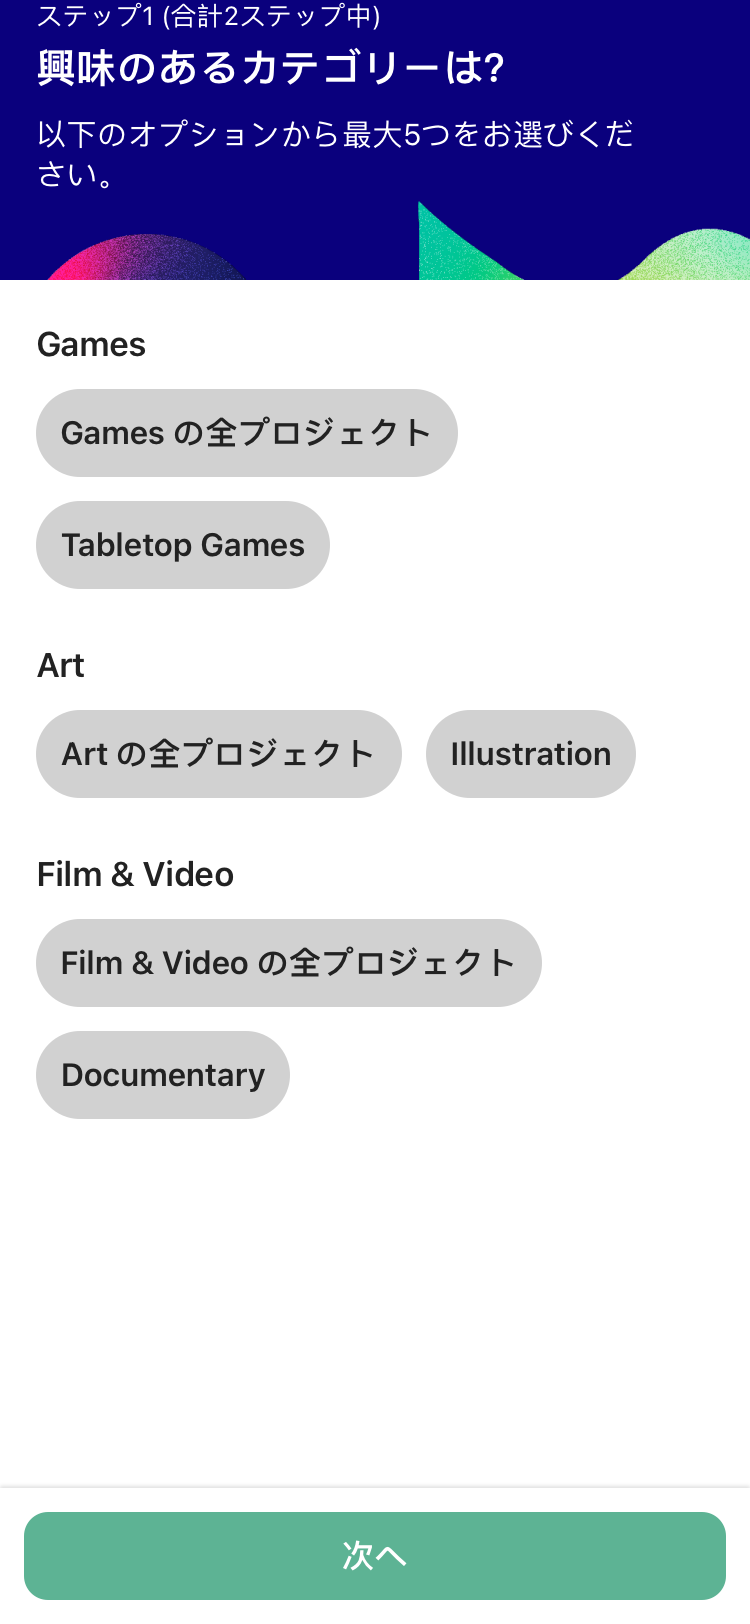 ステップ1 (合計2ステップ中)
興味のあるカテゴリーは?
以下のオプションから最大5つをお選びくだ
さい。
Games
Games の全プロジェクト
Tabletop Games
Art
Art の全プロジェクト
Illustration
Film & Video
Film & Video の全プロジェクト
Documentary
次へ